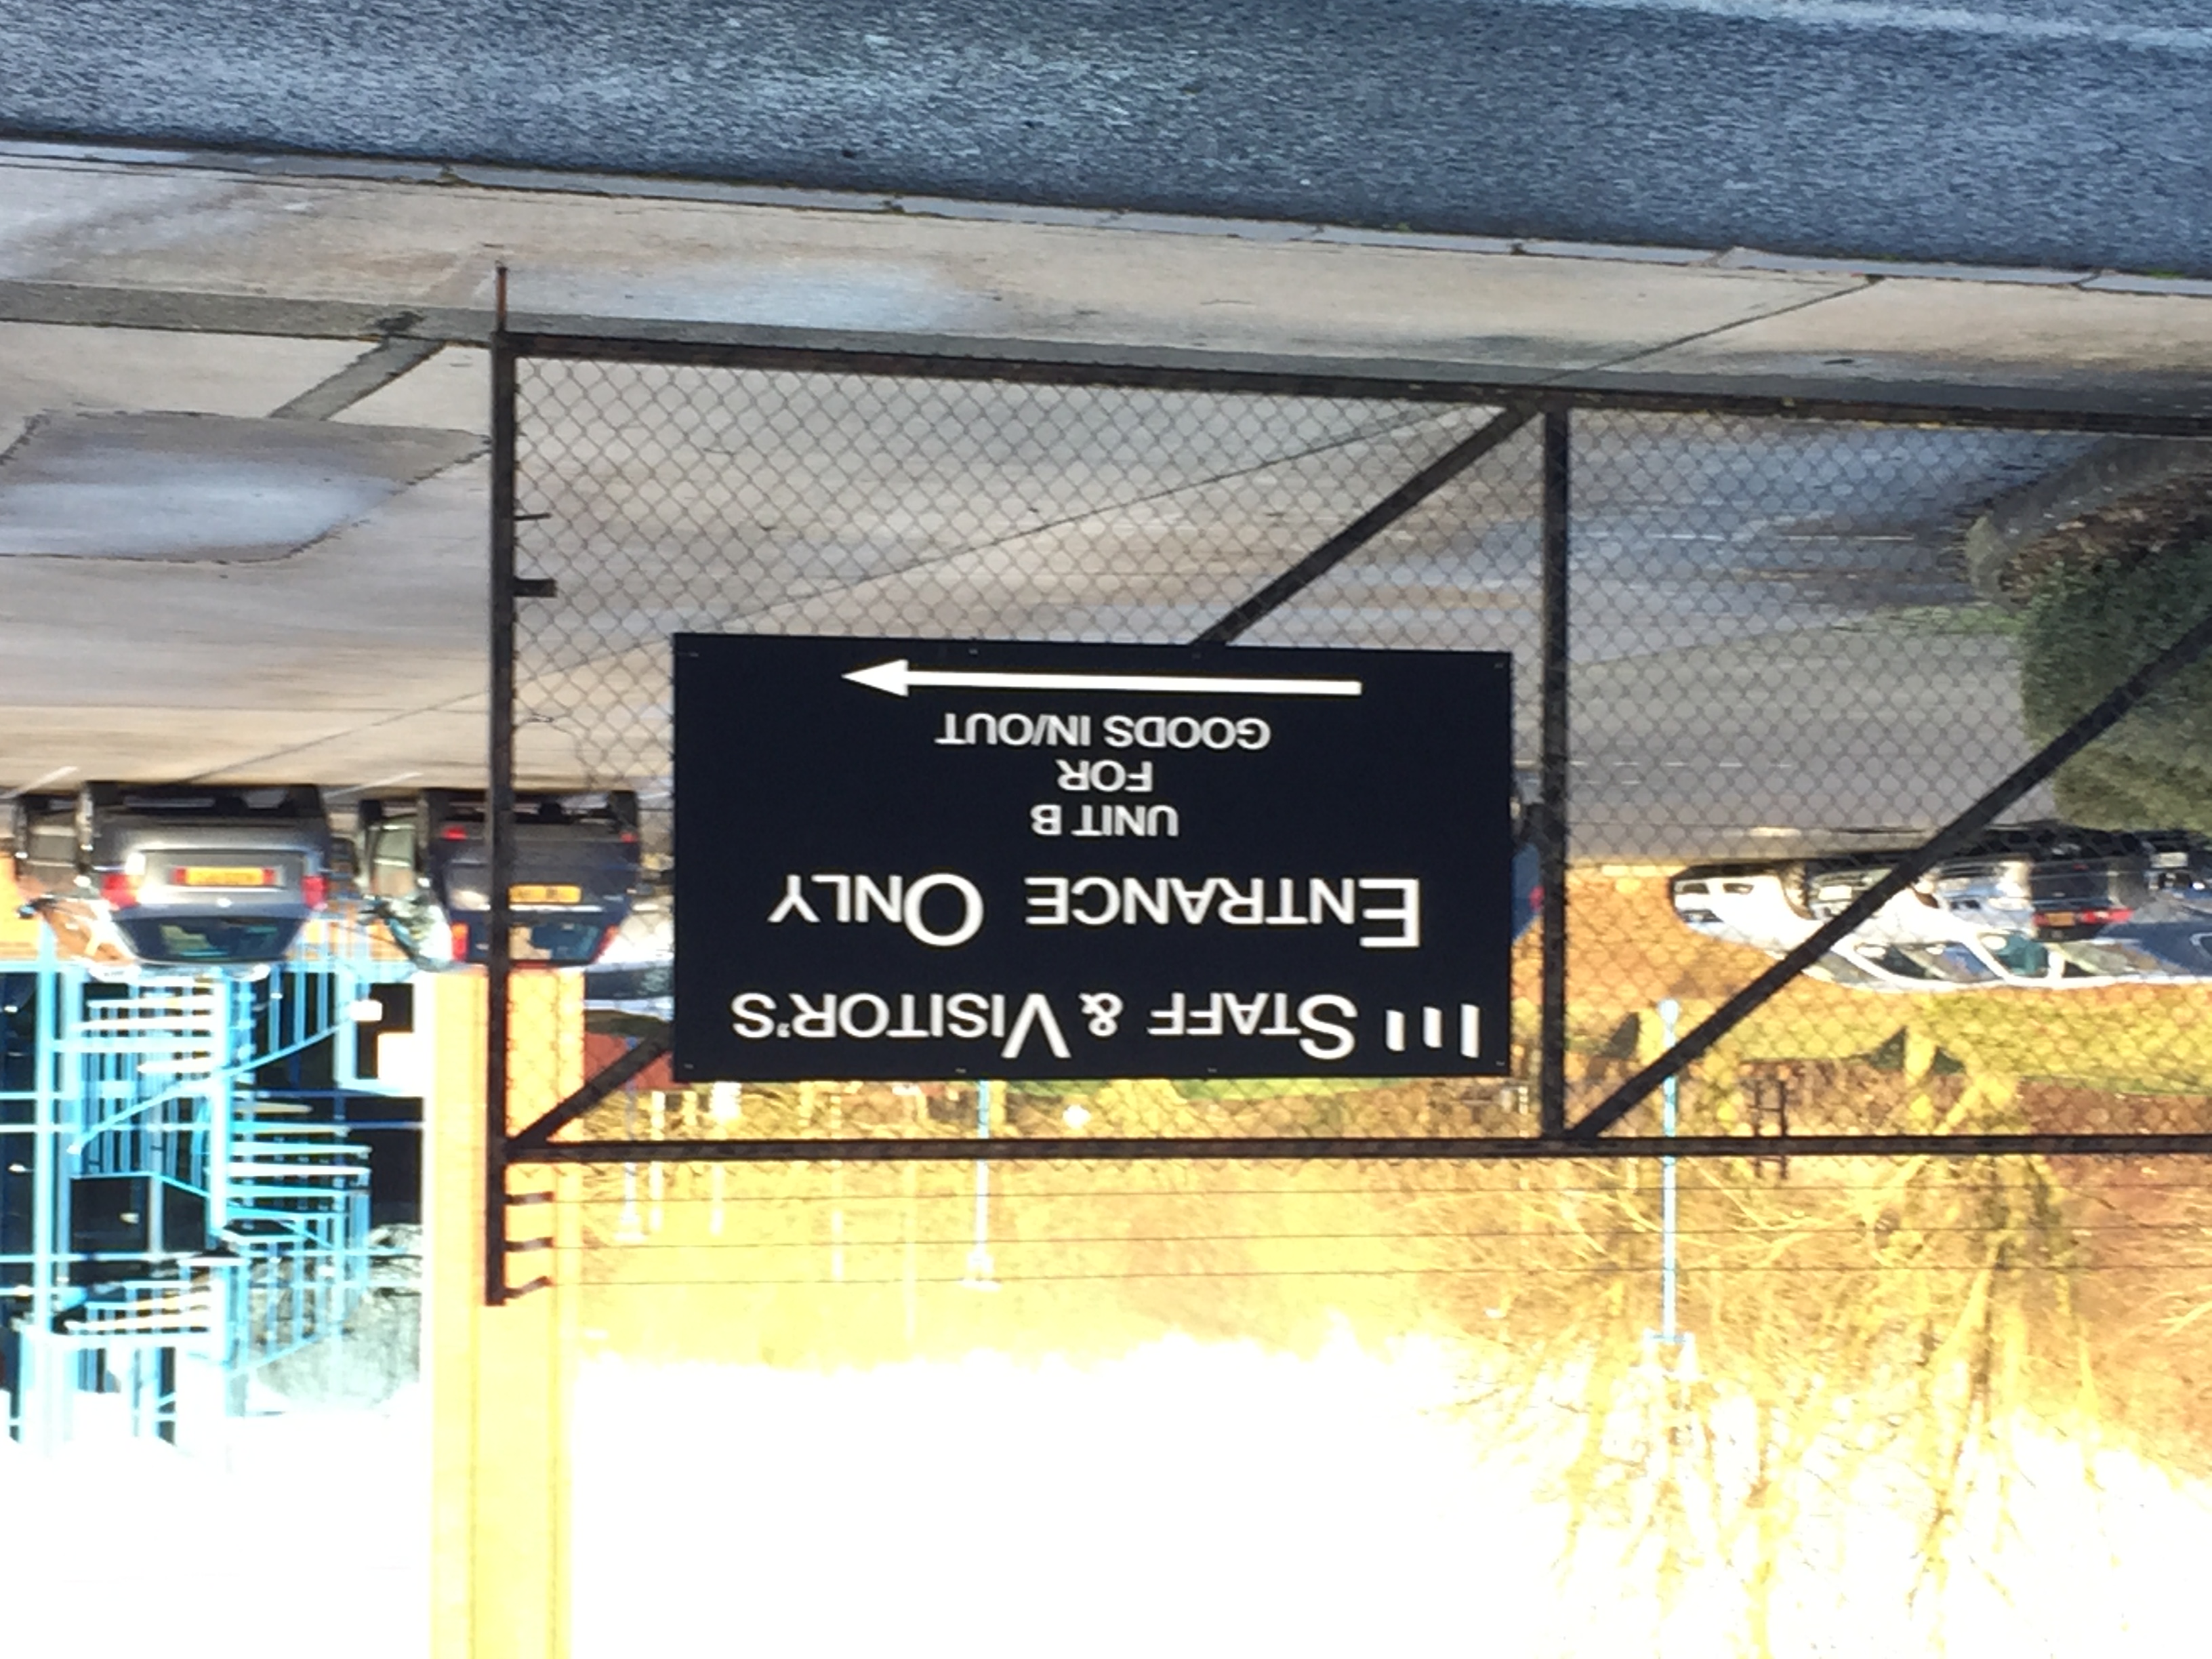 STAFF & VISITOR'S
ENTRANCE ONLY
UNIT B
FOR
GOODS IN/OUT